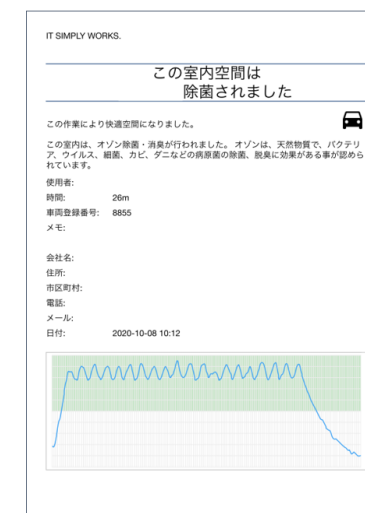 IT SIMPLY WORKS.
この室内空間は
除菌されました
この作業により快適空間になりました。
この室内は、オゾン除菌・消臭が行われました。 オゾンは、天然物質で、バクテリ
ア、ウイルス、細菌、カビ、ダニなどの病原菌の除菌、脱臭に効果がある事が認めら
れています。
使用者:
時間: 26m
車両登録番号: 8855
メモ:
会社名:
住所:
市区町村:
電話:
メール:
日付: 2020-10-08 10:12